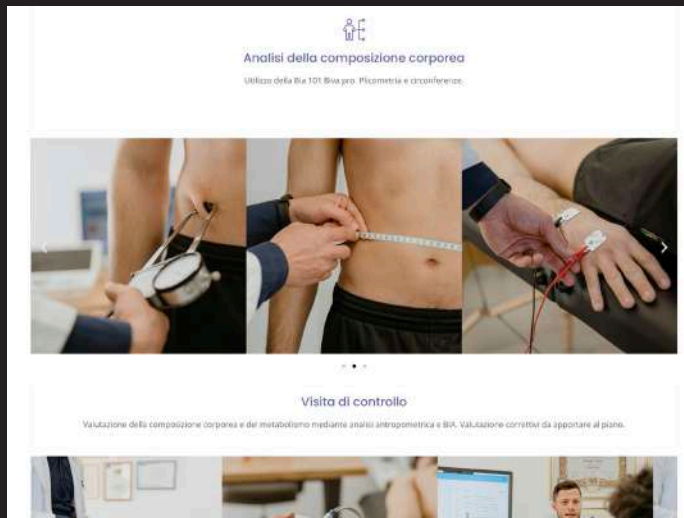 Analisi della composizione corporea
Utilizzo della Bia 101 Biva pro. Plicometria e circonferenze.
Visita di controllo
Valutazione della composizione corporea e del metabolismo mediante analisi antropometrica e BIA. Valutazione correttivi da apportare al piano.